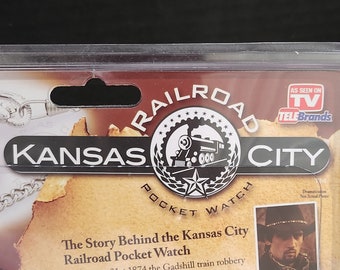 RAILROAD
KANSAS CITY
POCKET WATCH
AS SEEN ON
TV
TELEBrands
The Story Behind the Kansas City
Railroad Pocket Watch
1874 the Gadshill train robbery